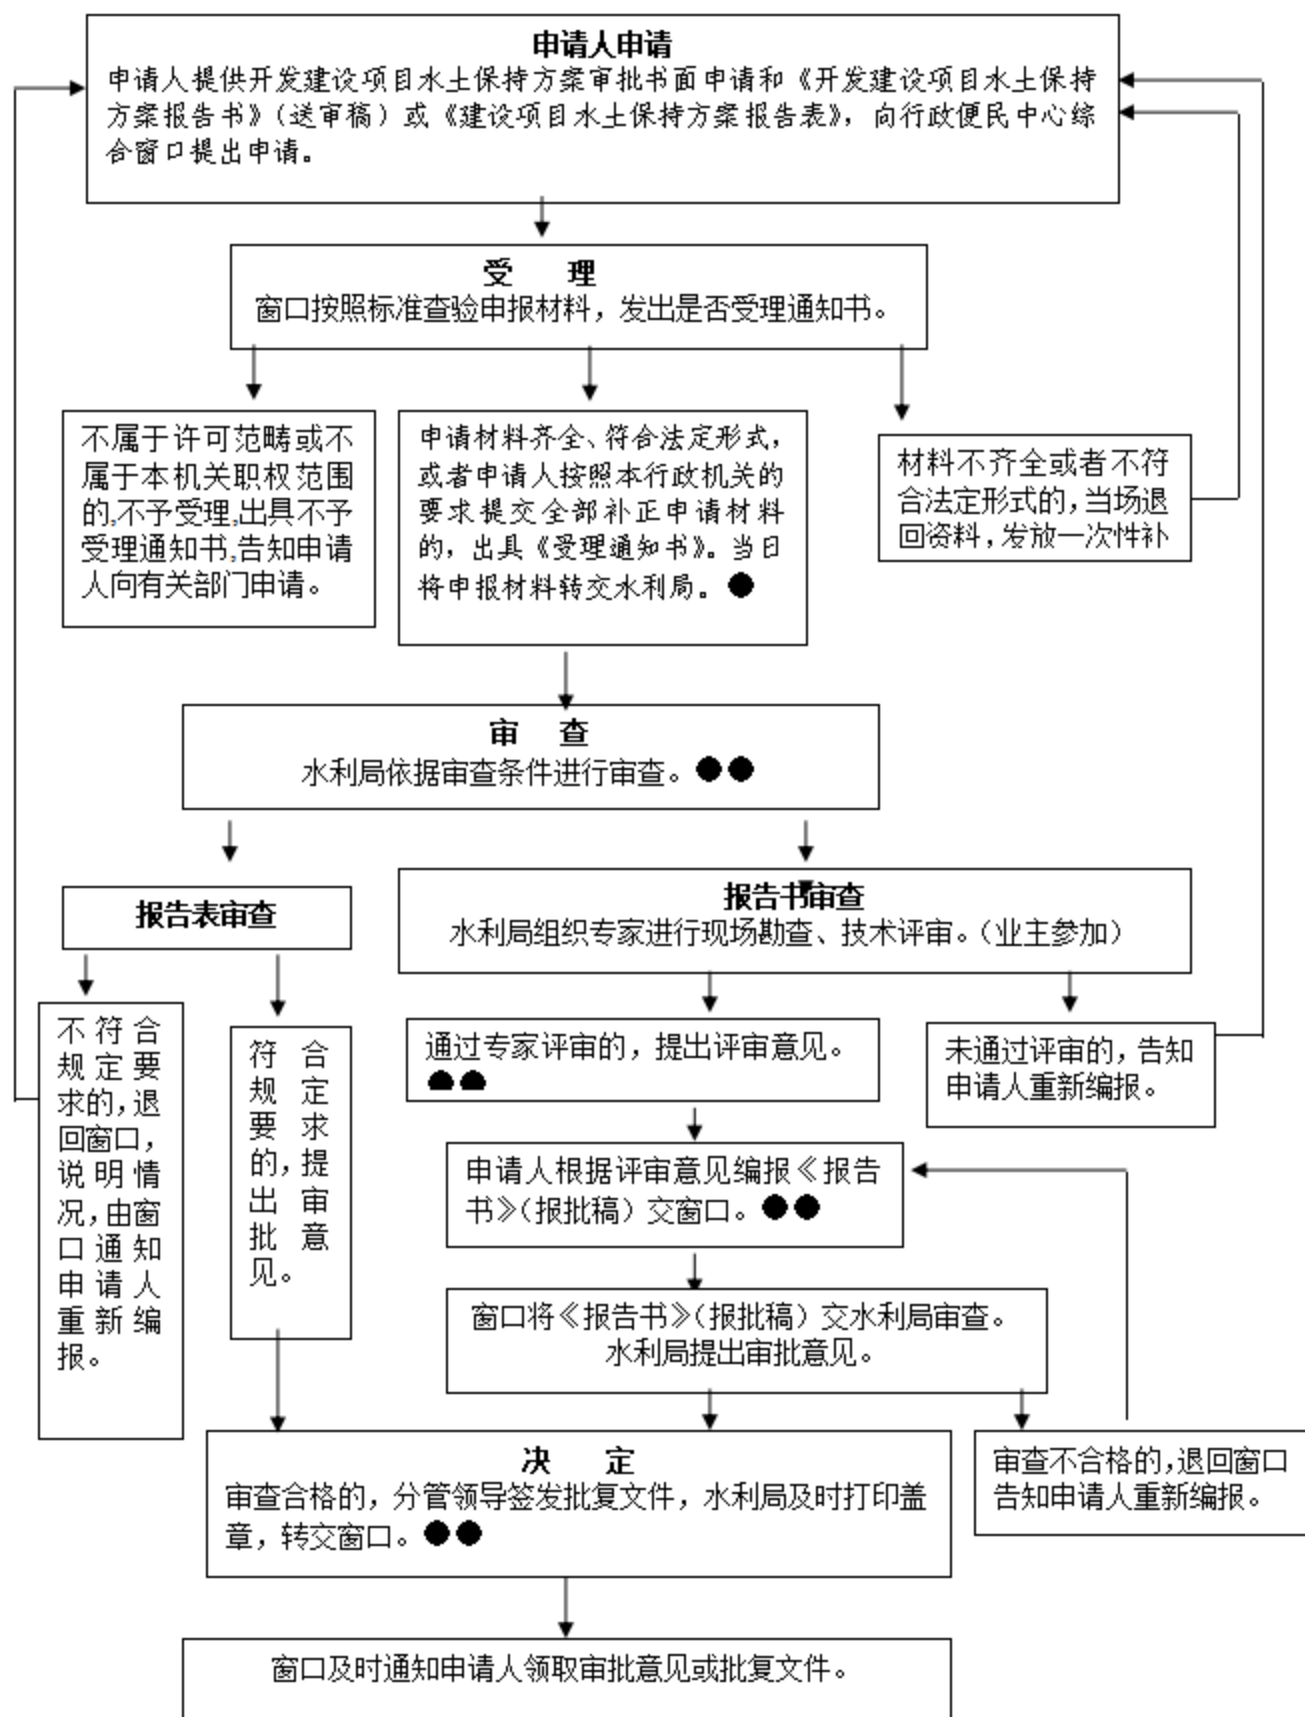 申请人申请
申请人提供开发建设项目水土保持方案审批书面申请和《开发建设项目水土保持
方案报告书》（送审稿）或《建设项目水土保持方案报告表》，向行政便民中心综
合窗口提出申请。
受 理
窗口按照标准查验申报材料，发出是否受理通知书。
不属于许可范畴或不
属于本机关职权范围
的,不予受理,出具不予
受理通知书,告知申请
人向有关部门申请。
申请材料齐全、符合法定形式，
或者申请人按照本行政机关的
要求提交全部补正申请材料
的，出具《受理通知书》。当日
将申报材料转交水利局。●
材料不齐全或者不符
合法定形式的，当场退
回资料，发放一次性补
审 查
水利局依据审查条件进行审查。●●
报告表审查
报告书审查
水利局组织专家进行现场勘查、技术评审。（业主参加）
不符合
规定要
求的，退
回窗口，
说明情
况，由窗
口通知
申请人
重新编
报。
符合
规定
要求
的，提
出审
批意
见。
通过专家评审的，提出评审意见。
●●
未通过评审的，告知
申请人重新编报。
申请人根据评审意见编报《报告
书》（报批稿）交窗口。●●
窗口将《报告书》（报批稿）交水利局审查。
水利局提出审批意见。
决 定
审查合格的，分管领导签发批复文件，水利局及时打印盖
章，转交窗口。●●
审查不合格的，退回窗口
告知申请人重新编报。
窗口及时通知申请人领取审批意见或批复文件。